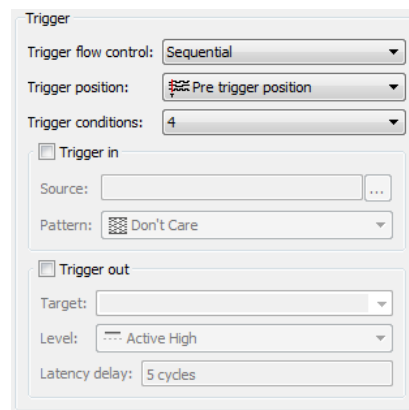 Trigger
Trigger flow control: Sequential
Trigger position: Pre trigger position
Trigger conditions: 4
Trigger in
Source: ...
Pattern: Don't Care
Trigger out
Target:
Level: Active High
Latency delay: 5 cycles